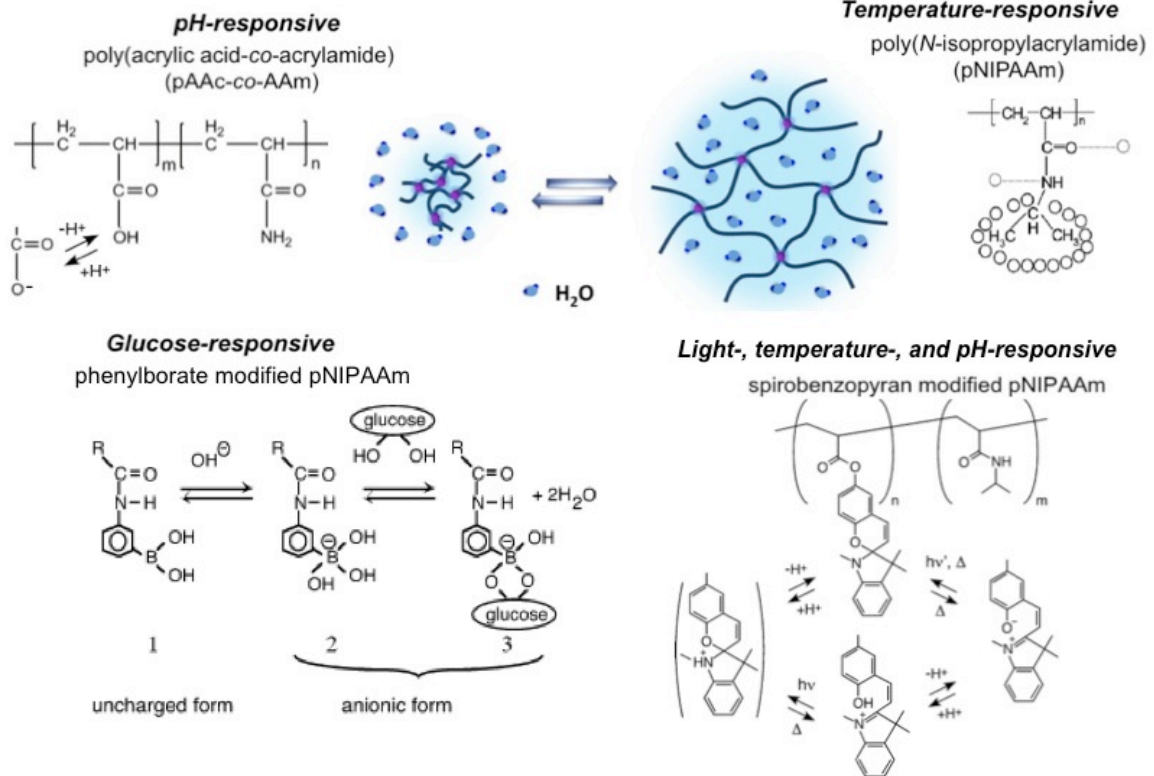 pH-responsive
poly(acrylic acid-co-acrylamide)
(pAAc-co-AAm)
H2
C
CH
m
H2
C
CH
n
C=O
OH
C=O
NH2
C=O
O-
-H+
+H+
H2O
Temperature-responsive
poly(N-isopropylacrylamide)
(pNIPAAm)
CH2 CH
n
C=O
O
O
NH
C
H
H3C
CH3
Glucose-responsive
phenylborate modified pNIPAAm
R
C=O
N-H
B
OH
OH
OH⊖
R
C=O
N-H
⊖
B
OH
OH
OH
glucose
HO OH
R
C=O
N-H
⊖
B
OH
O O
glucose
+ 2H2O
1 2 3
uncharged form
anionic form
Light-, temperature-, and pH-responsive
spirobenzopyran modified pNIPAAm
O O
n
O NH
m
O
N
-H+
+H+
hν', Δ
Δ
O
HN+
O-
N+
hν
Δ
OH
N+
-H+
+H+